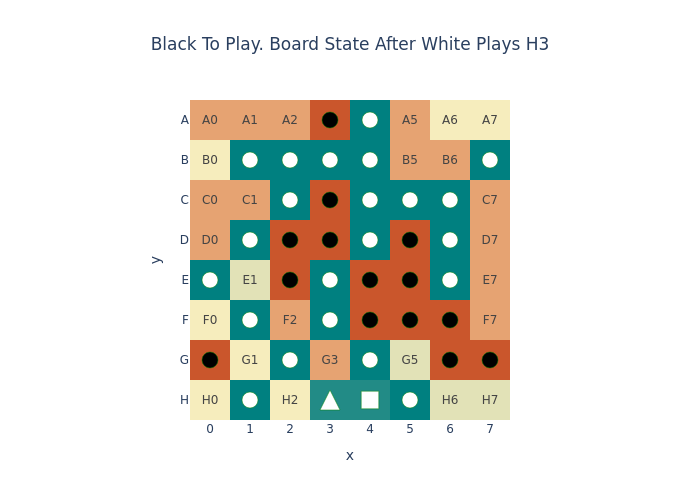 Black To Play. Board State After White Plays H3
A A0 A1 A2 A5 A6 A7
B B0 B5 B6
C C0 C1 C7
D D0 D7
E E1 E7
F F0 F2 F7
G G1 G3 G5
H H0 H2 H6 H7
0 1 2 3 4 5 6 7
x
y